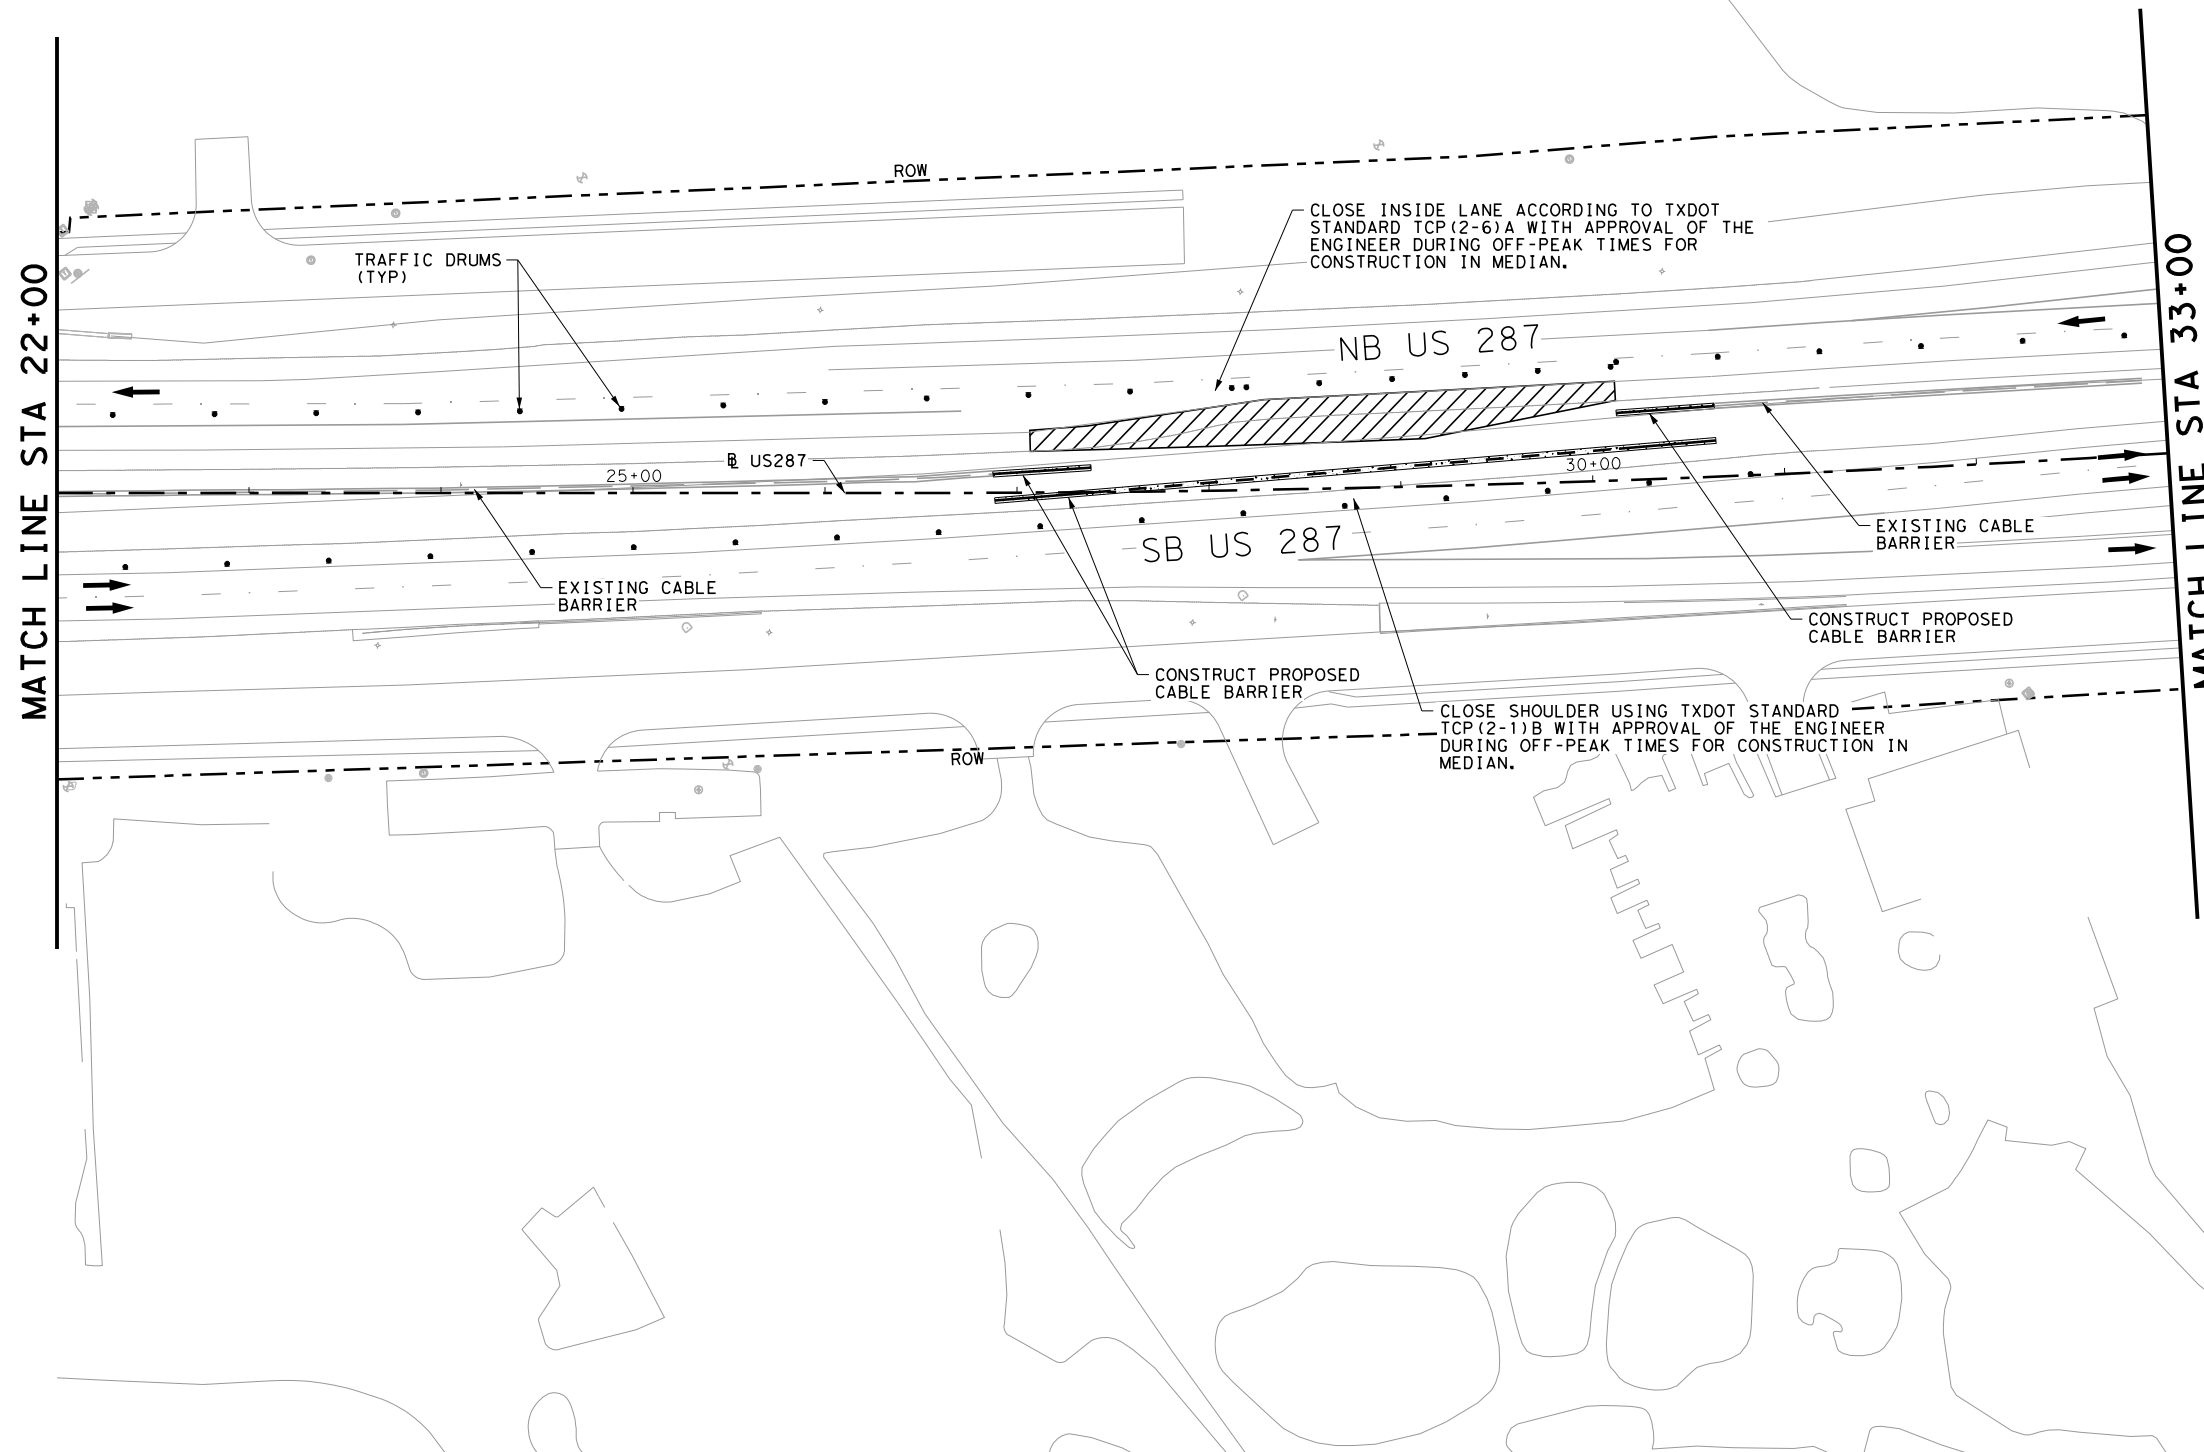 ROW
CLOSE INSIDE LANE ACCORDING TO TXDOT
STANDARD TCP(2-6)A WITH APPROVAL OF THE
ENGINEER DURING OFF-PEAK TIMES FOR
CONSTRUCTION IN MEDIAN.
TRAFFIC DRUMS
(TYP)
MATCH LINE STA 22+00
MATCH LINE STA 33+00
NB US 287
℄ US287
25+00
30+00
EXISTING CABLE
BARRIER
SB US 287
EXISTING CABLE
BARRIER
CONSTRUCT PROPOSED
CABLE BARRIER
CONSTRUCT PROPOSED
CABLE BARRIER
CLOSE SHOULDER USING TXDOT STANDARD
TCP(2-1)B WITH APPROVAL OF THE ENGINEER
DURING OFF-PEAK TIMES FOR CONSTRUCTION IN
MEDIAN.
ROW